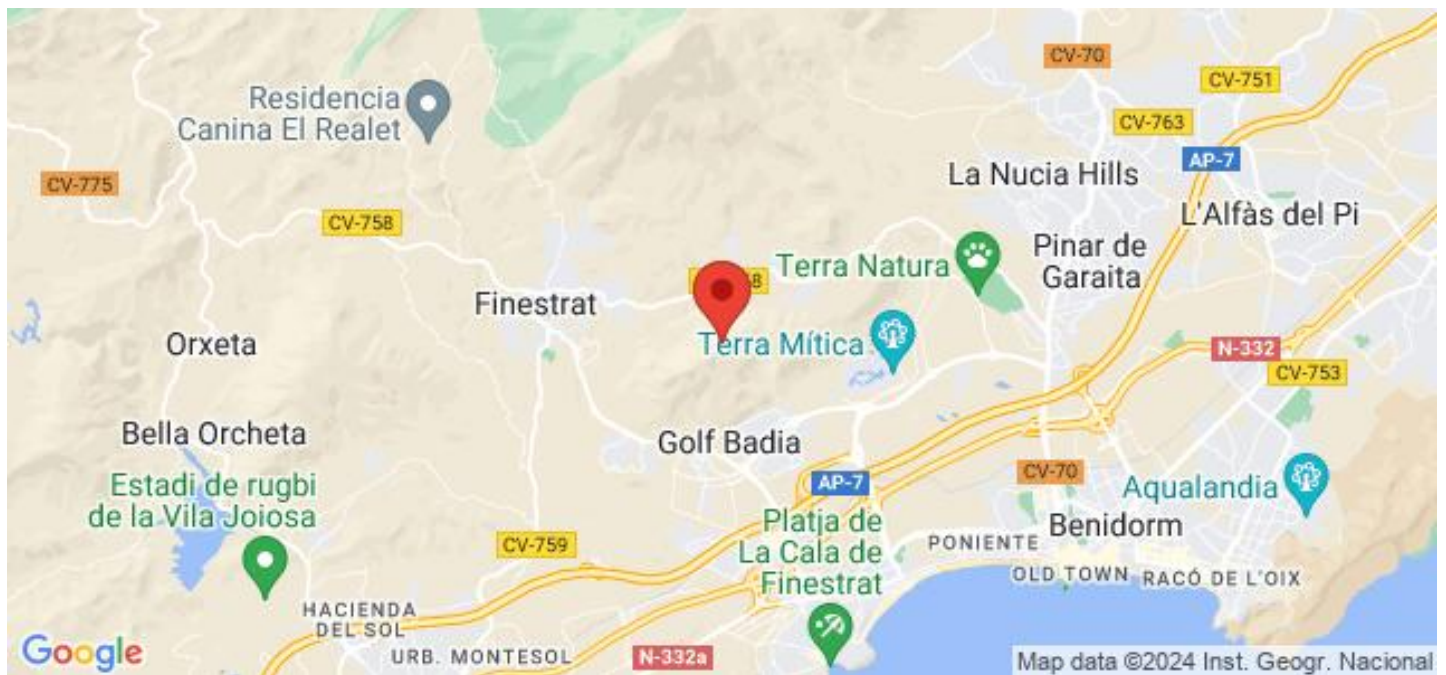 CV-70
CV-751
Residencia
Canina El Realet
CV-763
AP-7
La Nucia Hills
CV-775
L'Alfàs del Pi
CV-758
Pinar de
Garaita
Terra Natura
8
Finestrat
Orxeta
Terra Mítica
N-332
CV-753
Bella Orcheta
Golf Badia
CV-70
AP-7
Aqualandia
Estadi de rugbi
de la Vila Joiosa
Platja de
La Cala de
Finestrat
Benidorm
PONIENTE
CV-759
OLD TOWN
RACÓ DE L'OIX
HACIENDA
DEL SOL
URB. MONTESOL
N-332a
Google
Map data ©2024 Inst. Geogr. Nacional